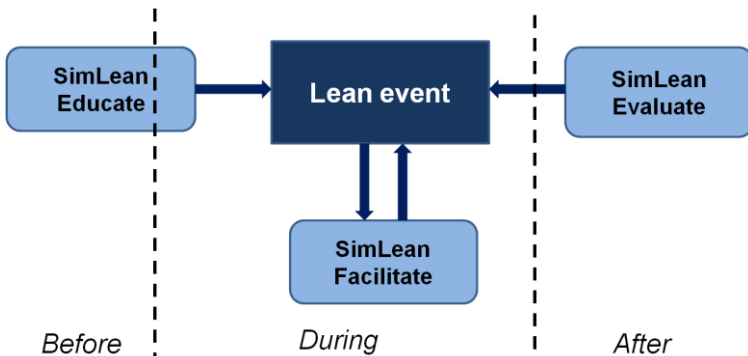 SimLean
Educate
Lean event
SimLean
Evaluate
SimLean
Facilitate
Before
During
After